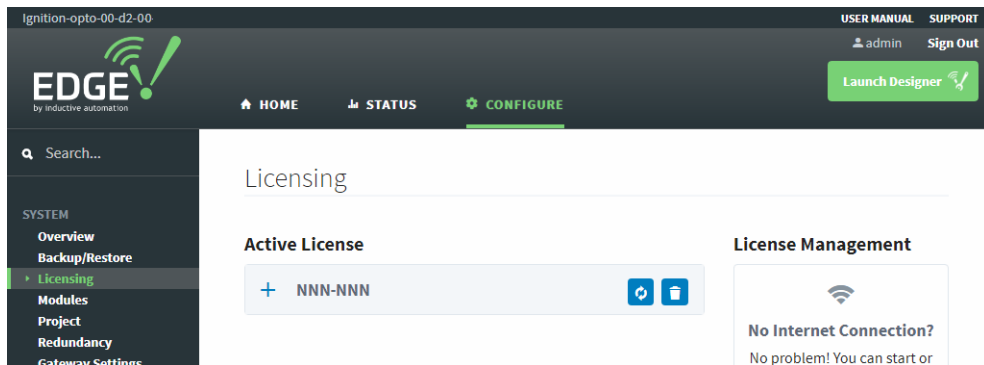 Ignition-opto-00-d2-00
USER MANUAL SUPPORT
admin Sign Out
EDGE
by inductive automation
Launch Designer
HOME STATUS CONFIGURE
Search...
Licensing
SYSTEM
Overview
Backup/Restore
Licensing
Modules
Project
Redundancy
Gateway Settings
Active License
NNN-NNN
License Management
No Internet Connection?
No problem! You can start or